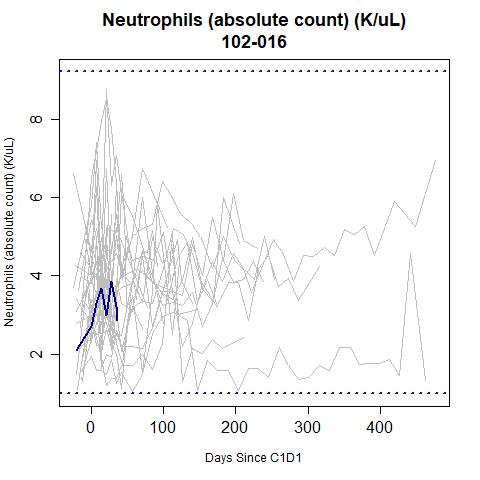 Neutrophils (absolute count) (K/uL)
102-016
Neutrophils (absolute count) (K/uL)
8
6
4
2
0 100 200 300 400
Days Since C1D1